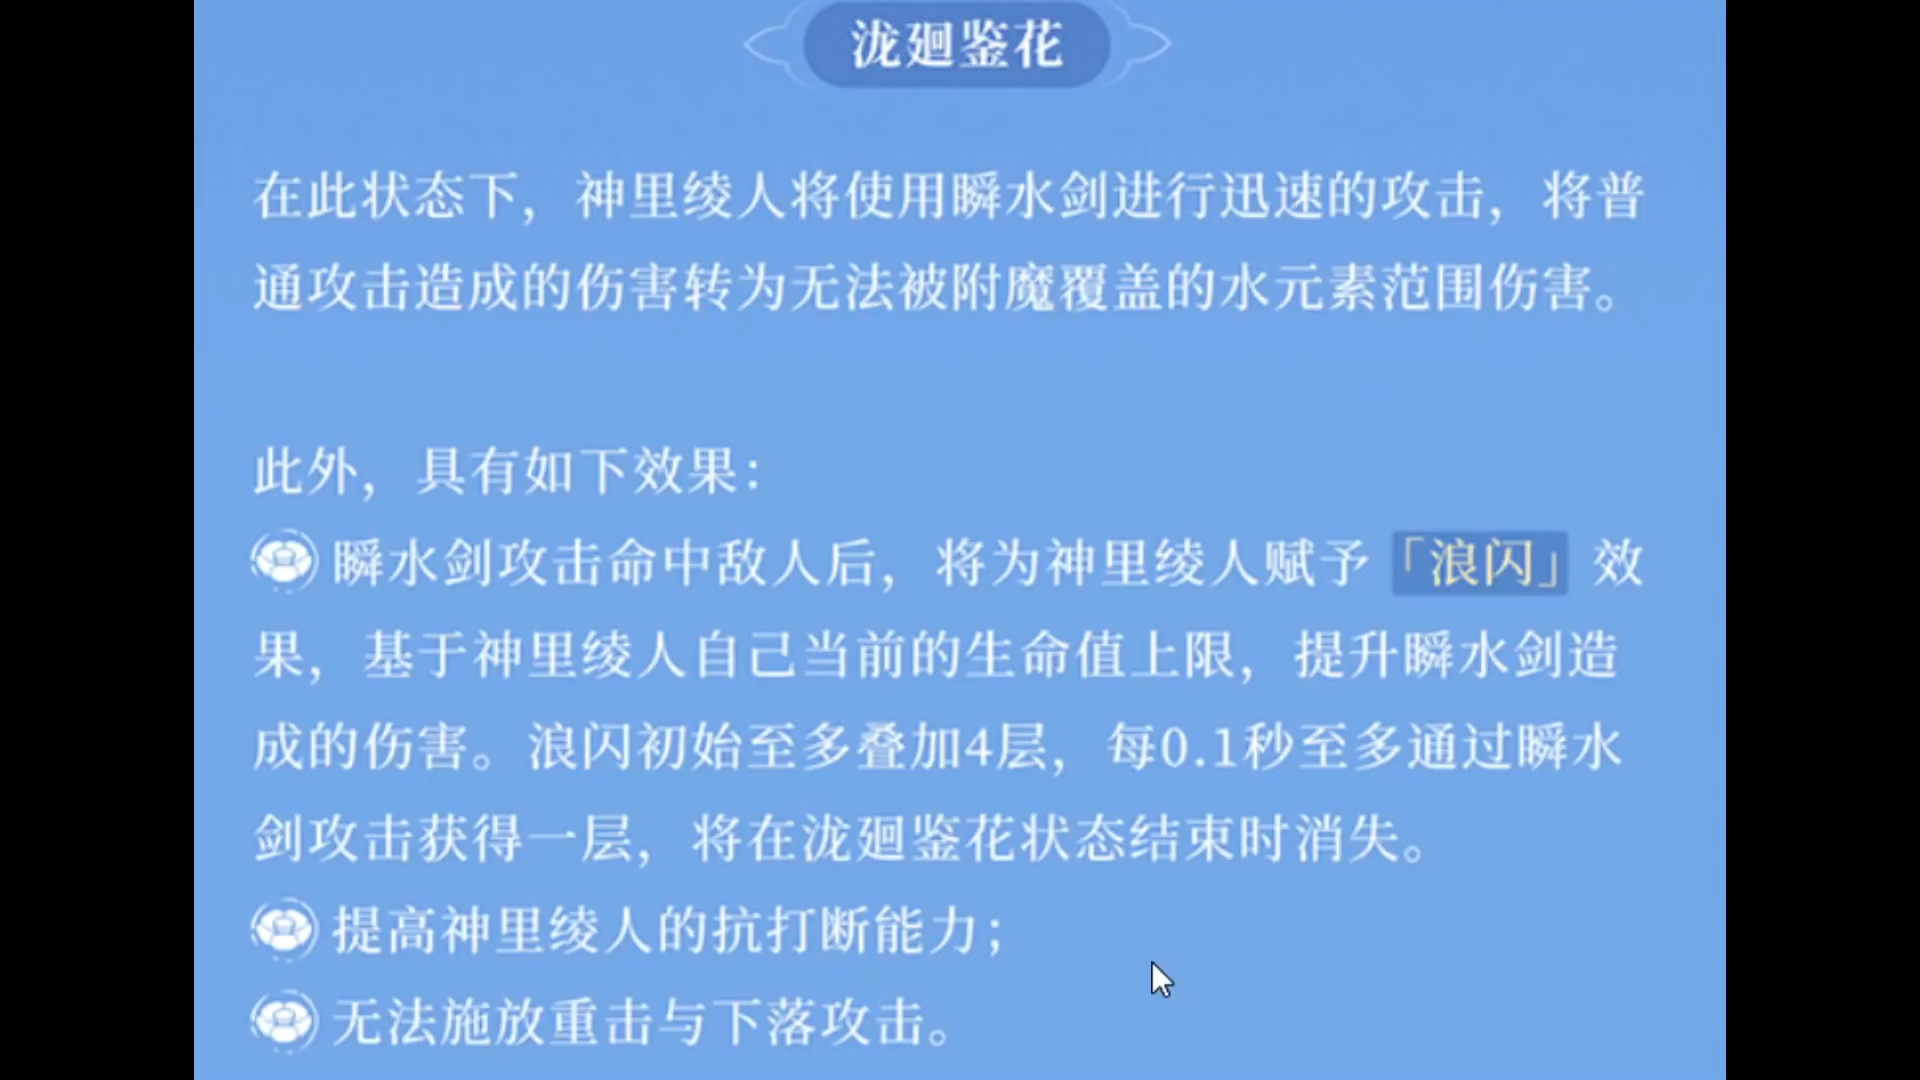 泷廻鉴花
在此状态下，神里绫人将使用瞬水剑进行迅速的攻击，将普
通攻击造成的伤害转为无法被附魔覆盖的水元素范围伤害。
此外，具有如下效果：
瞬水剑攻击命中敌人后，将为神里绫人赋予「浪闪」效
果，基于神里绫人自己当前的生命值上限，提升瞬水剑造
成的伤害。浪闪初始至多叠加4层，每0.1秒至多通过瞬水
剑攻击获得一层，将在泷廻鉴花状态结束时消失。
提高神里绫人的抗打断能力；
无法施放重击与下落攻击。